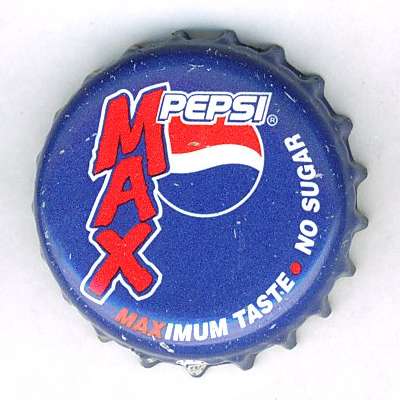 PEPSI®
MAX
MAXIMUM TASTE • NO SUGAR